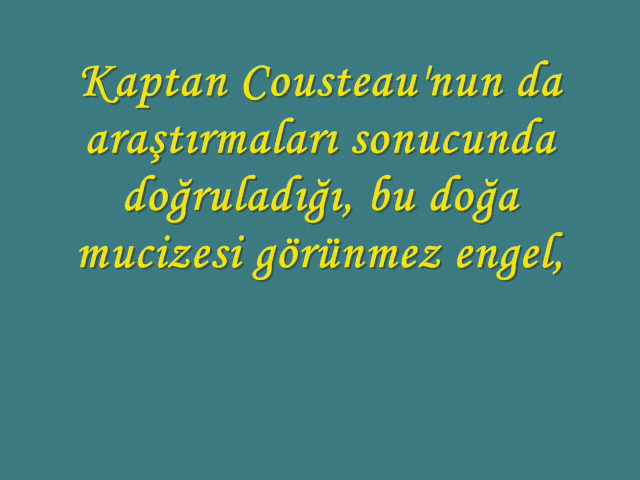 Kaptan Cousteau'nun da
araştırmaları sonucunda
doğruladığı, bu doğa
mucizesi görünmez engel,